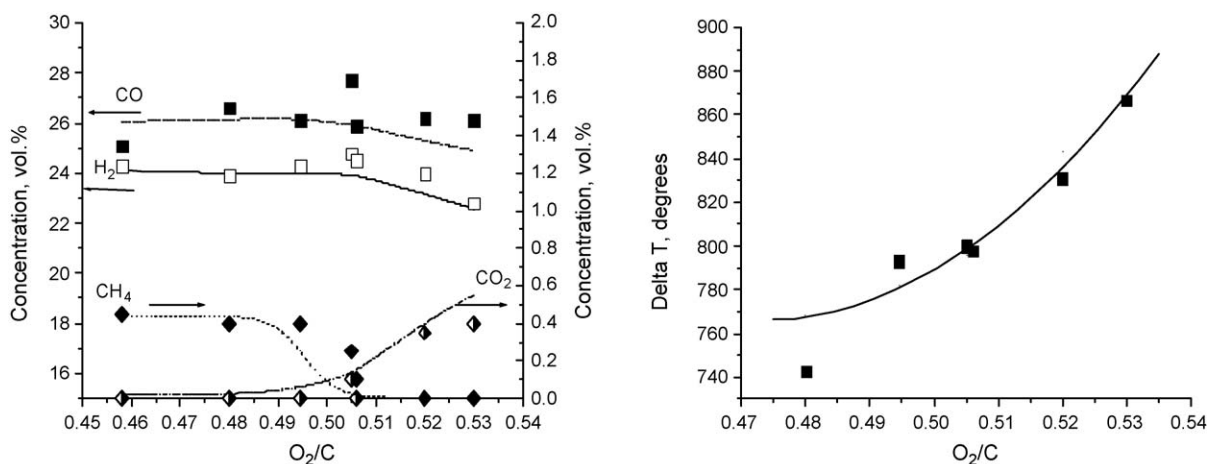 30
28
26
24
22
20
18
16
15
Concentration, vol.%
CO
H₂
CH₄
CO₂
2.0
1.8
1.6
1.4
1.2
1.0
0.8
0.6
0.4
0.2
0.0
Concentration, vol.%
0.45 0.46 0.47 0.48 0.49 0.50 0.51 0.52 0.53 0.54
O₂/C
900
880
860
840
820
800
780
760
740
Delta T, degrees
0.47 0.48 0.49 0.50 0.51 0.52 0.53 0.54
O₂/C